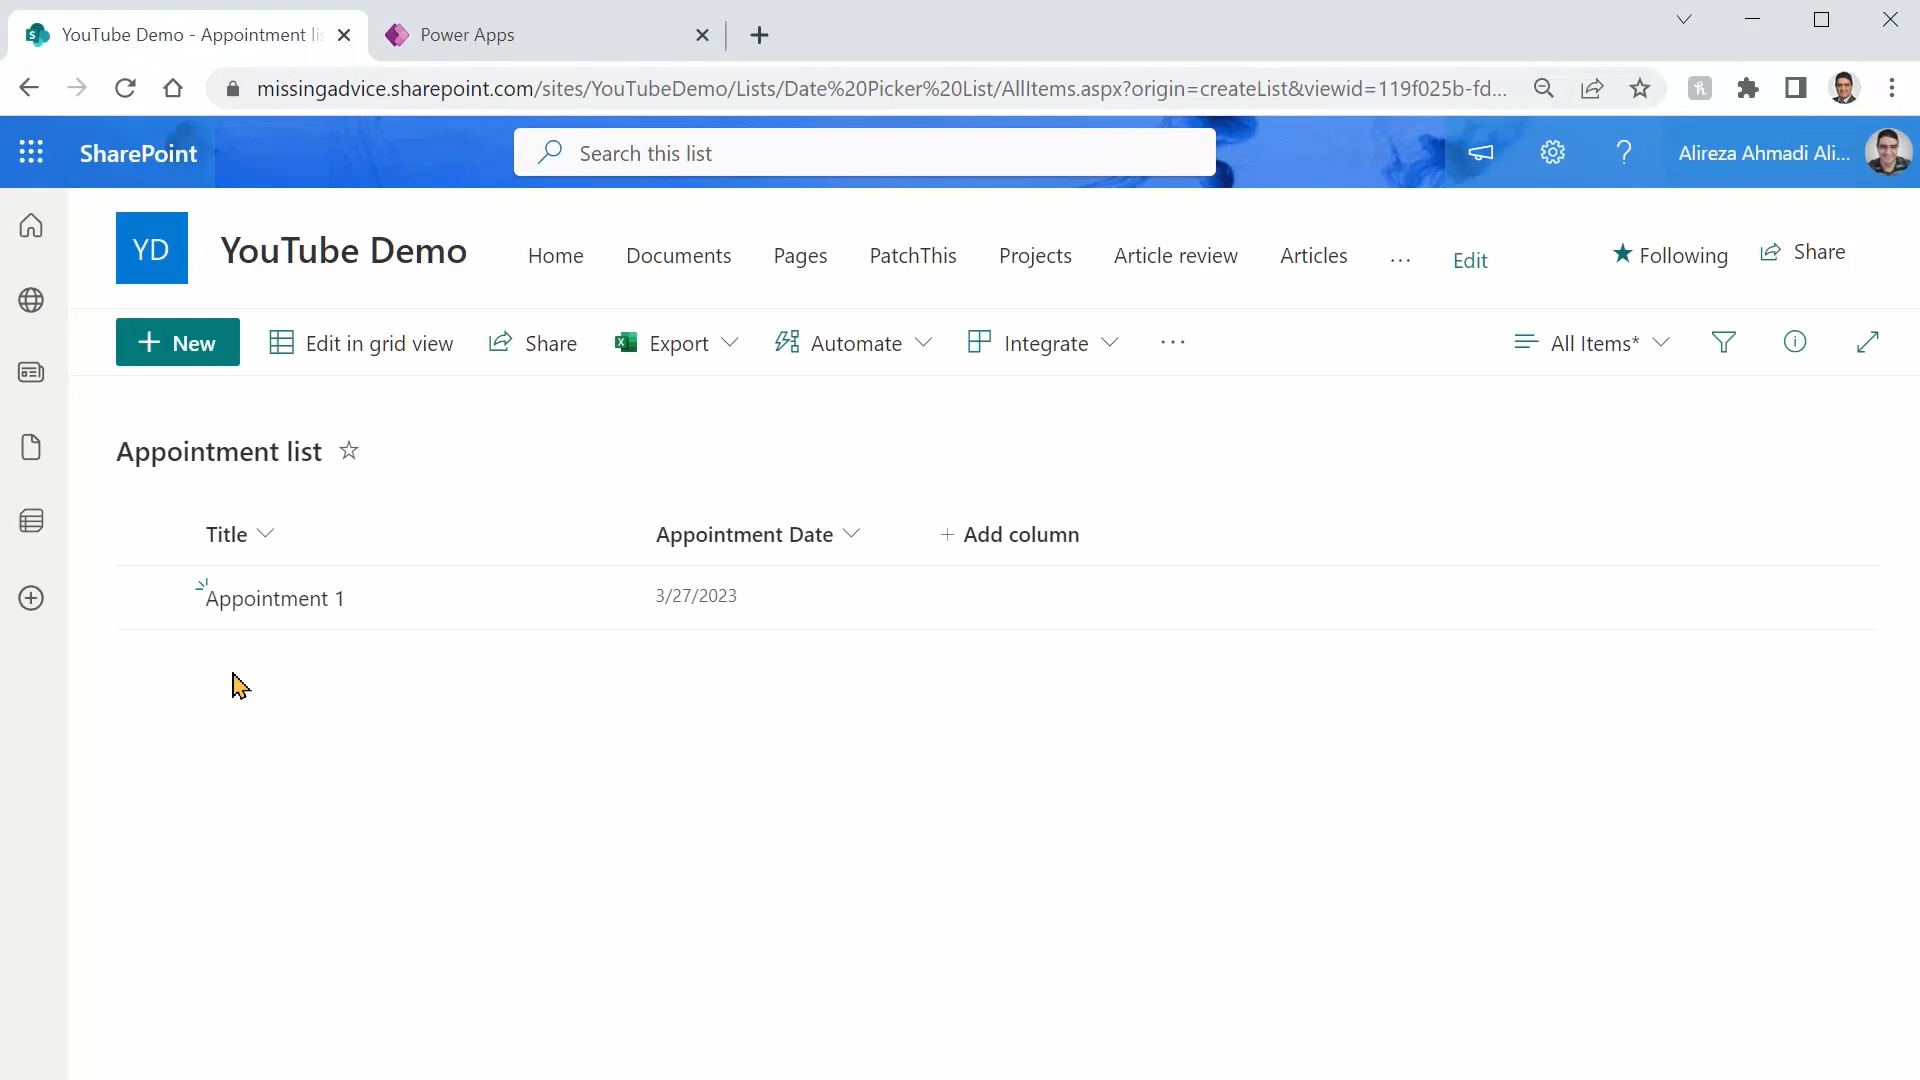 YouTube Demo - Appointment lis
Power Apps
missingadvice.sharepoint.com/sites/YouTubeDemo/Lists/Date%20Picker%20List/AllItems.aspx?origin=createList&viewid=119f025b-fd...
SharePoint
Search this list
Alireza Ahmadi Ali...
YD
YouTube Demo
Home
Documents
Pages
PatchThis
Projects
Article review
Articles
...
Edit
Following
Share
New
Edit in grid view
Share
Export
Automate
Integrate
...
All Items*
Appointment list
Title
Appointment Date
+ Add column
Appointment 1
3/27/2023